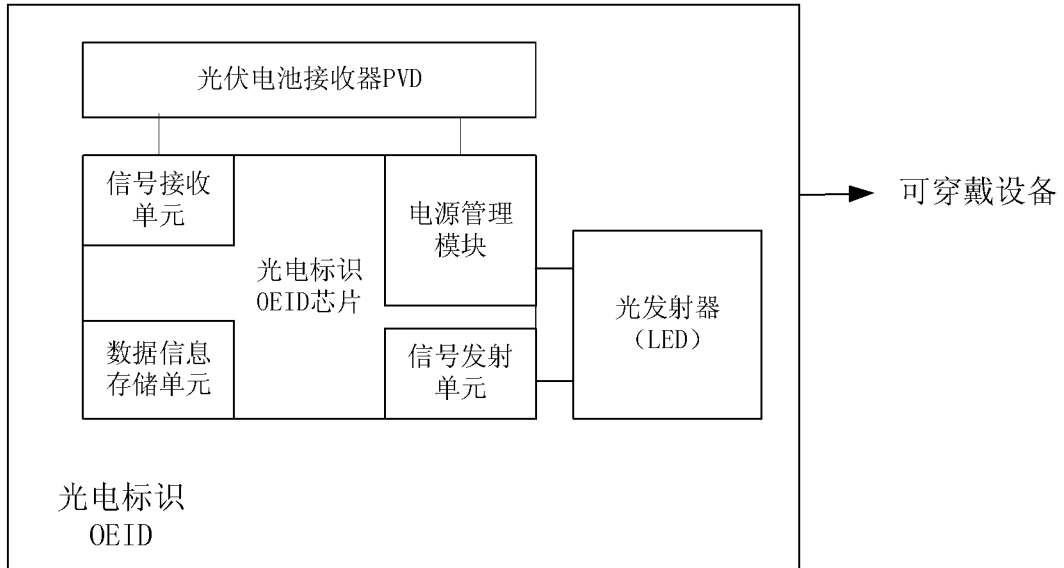 光伏电池接收器PVD
信号接收
单元
电源管理
模块
可穿戴设备
光电标识
OEID芯片
光发射器
（LED）
数据信息
存储单元
信号发射
单元
光电标识
OEID